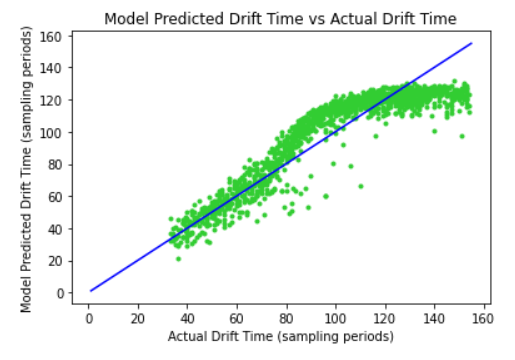 Model Predicted Drift Time vs Actual Drift Time
Model Predicted Drift Time (sampling periods)
160
140
120
100
80
60
40
20
0
0 20 40 60 80 100 120 140 160
Actual Drift Time (sampling periods)